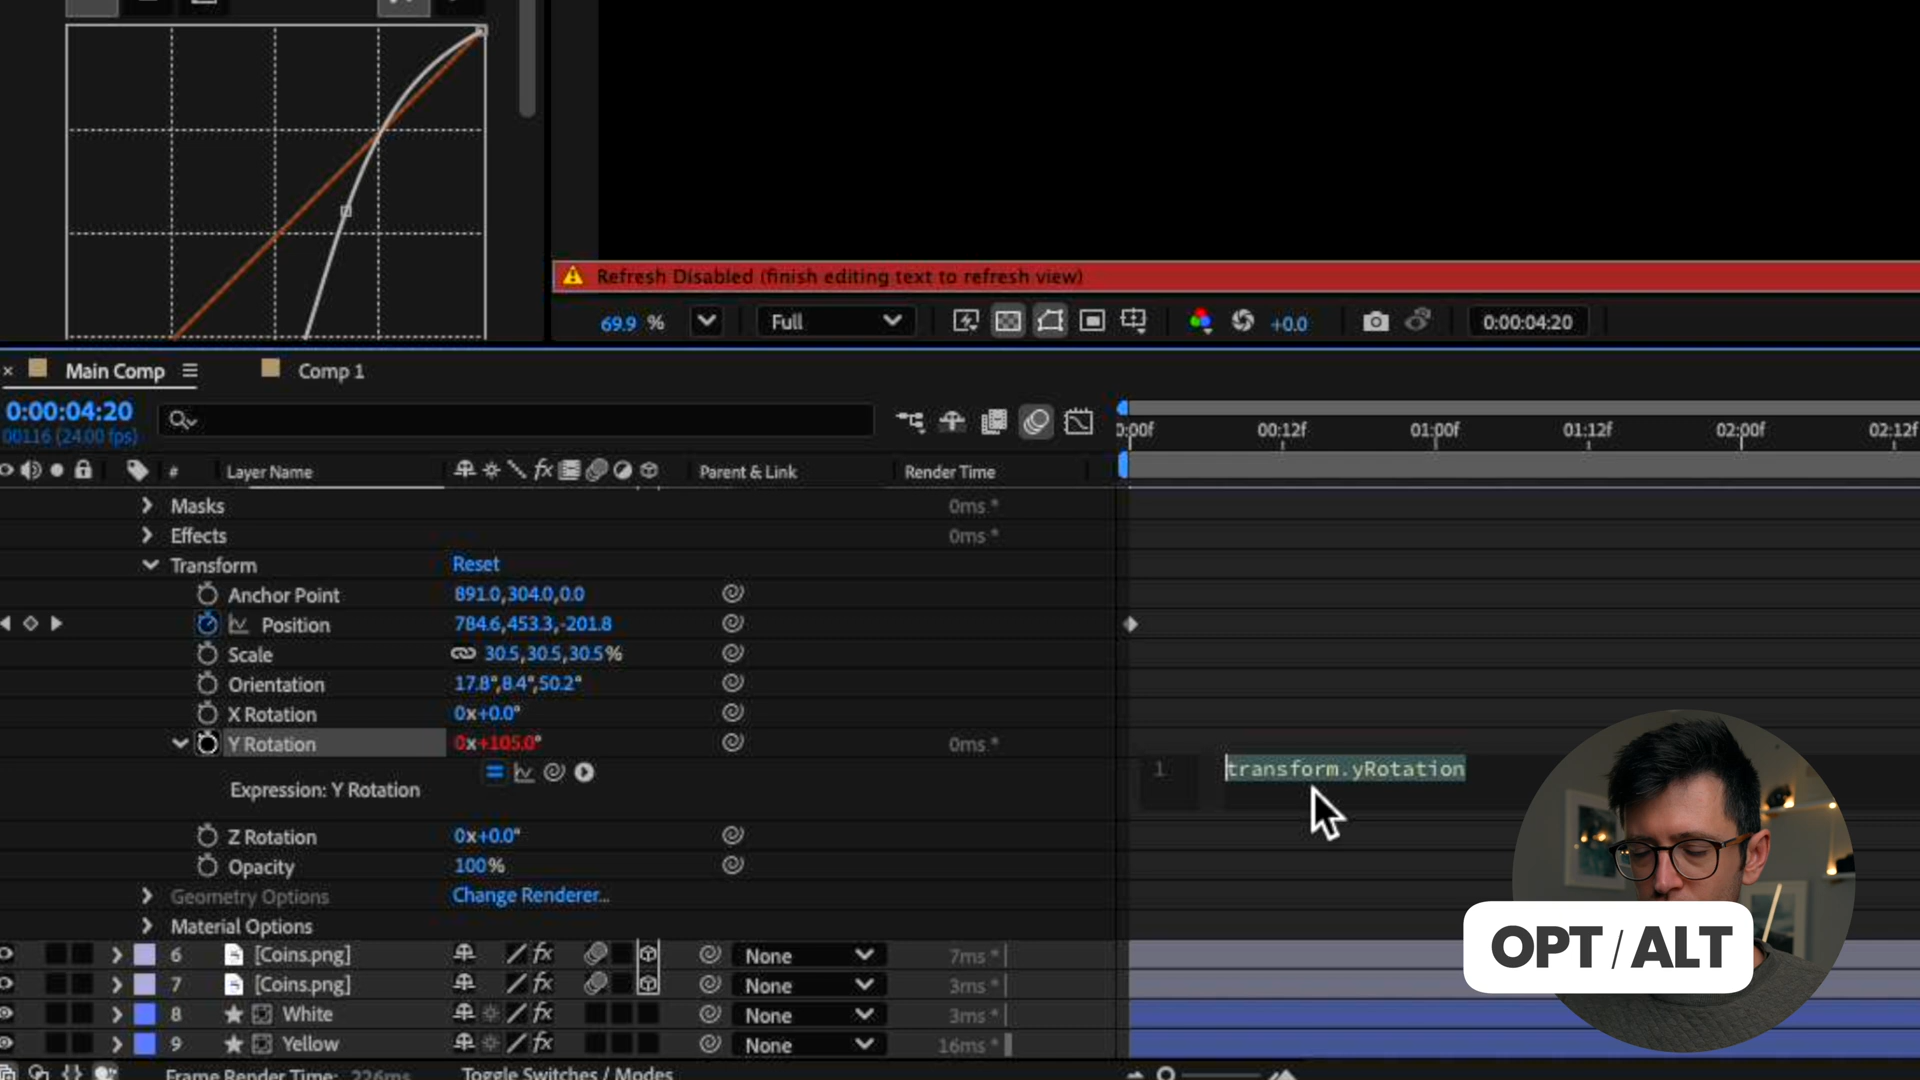 Refresh Disabled (finish editing text to refresh view)
69.9 %
Full
+0.0
0:00:04:20
× Main Comp
Comp 1
0:00:04:20
00116 (24.00 fps)
0:00f 00:12f 01:00f 01:12f 02:00f 02:12f
# Layer Name
Parent & Link
Render Time
Masks 0ms *
Effects 0ms *
Transform Reset
Anchor Point 891.0,304.0,0.0
Position 784.6,453.3,-201.8
Scale 30.5,30.5,30.5%
Orientation 17.8°,8.4°,50.2°
X Rotation 0x+0.0°
Y Rotation 0x+105.0° 0ms *
1 transform.yRotation
Expression: Y Rotation
Z Rotation 0x+0.0°
Opacity 100%
Geometry Options Change Renderer...
Material Options
6 [Coins.png] None 7ms *
7 [Coins.png] None 3ms *
8 White None 3ms *
9 Yellow None 16ms *
OPT / ALT
Frame Render Time: 226ms
Toggle Switches / Modes